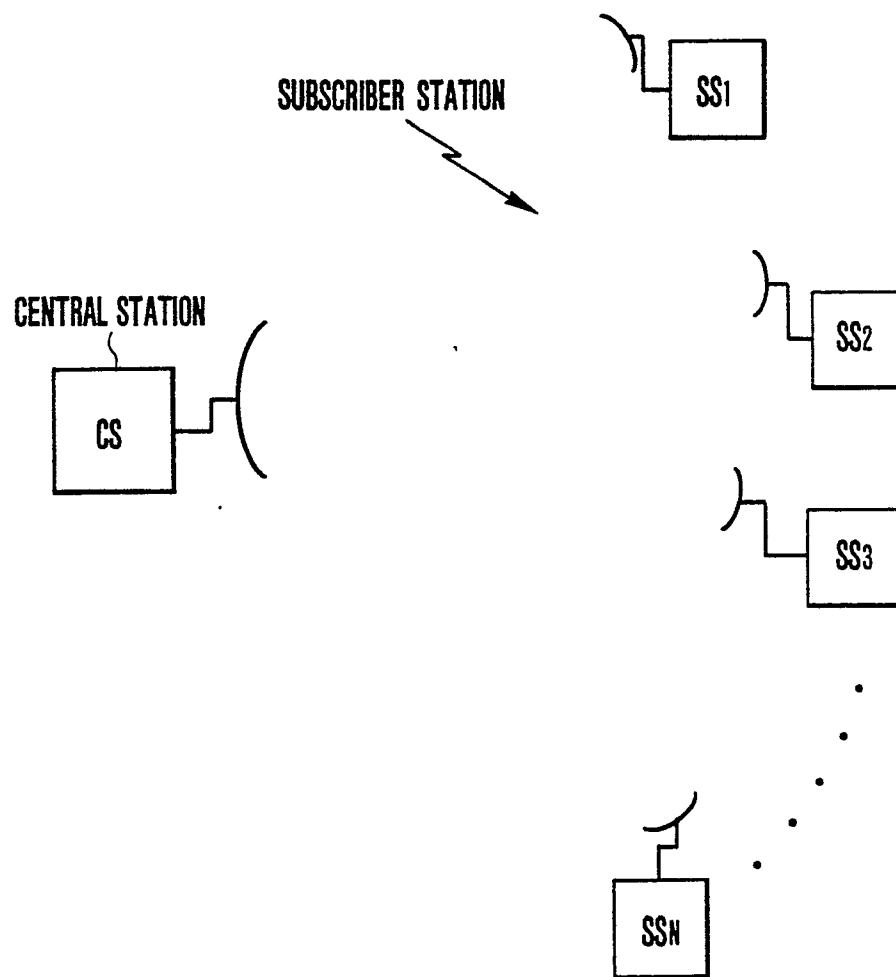 SS1
SUBSCRIBER STATION
CENTRAL STATION
SS2
CS
SS3
SSN